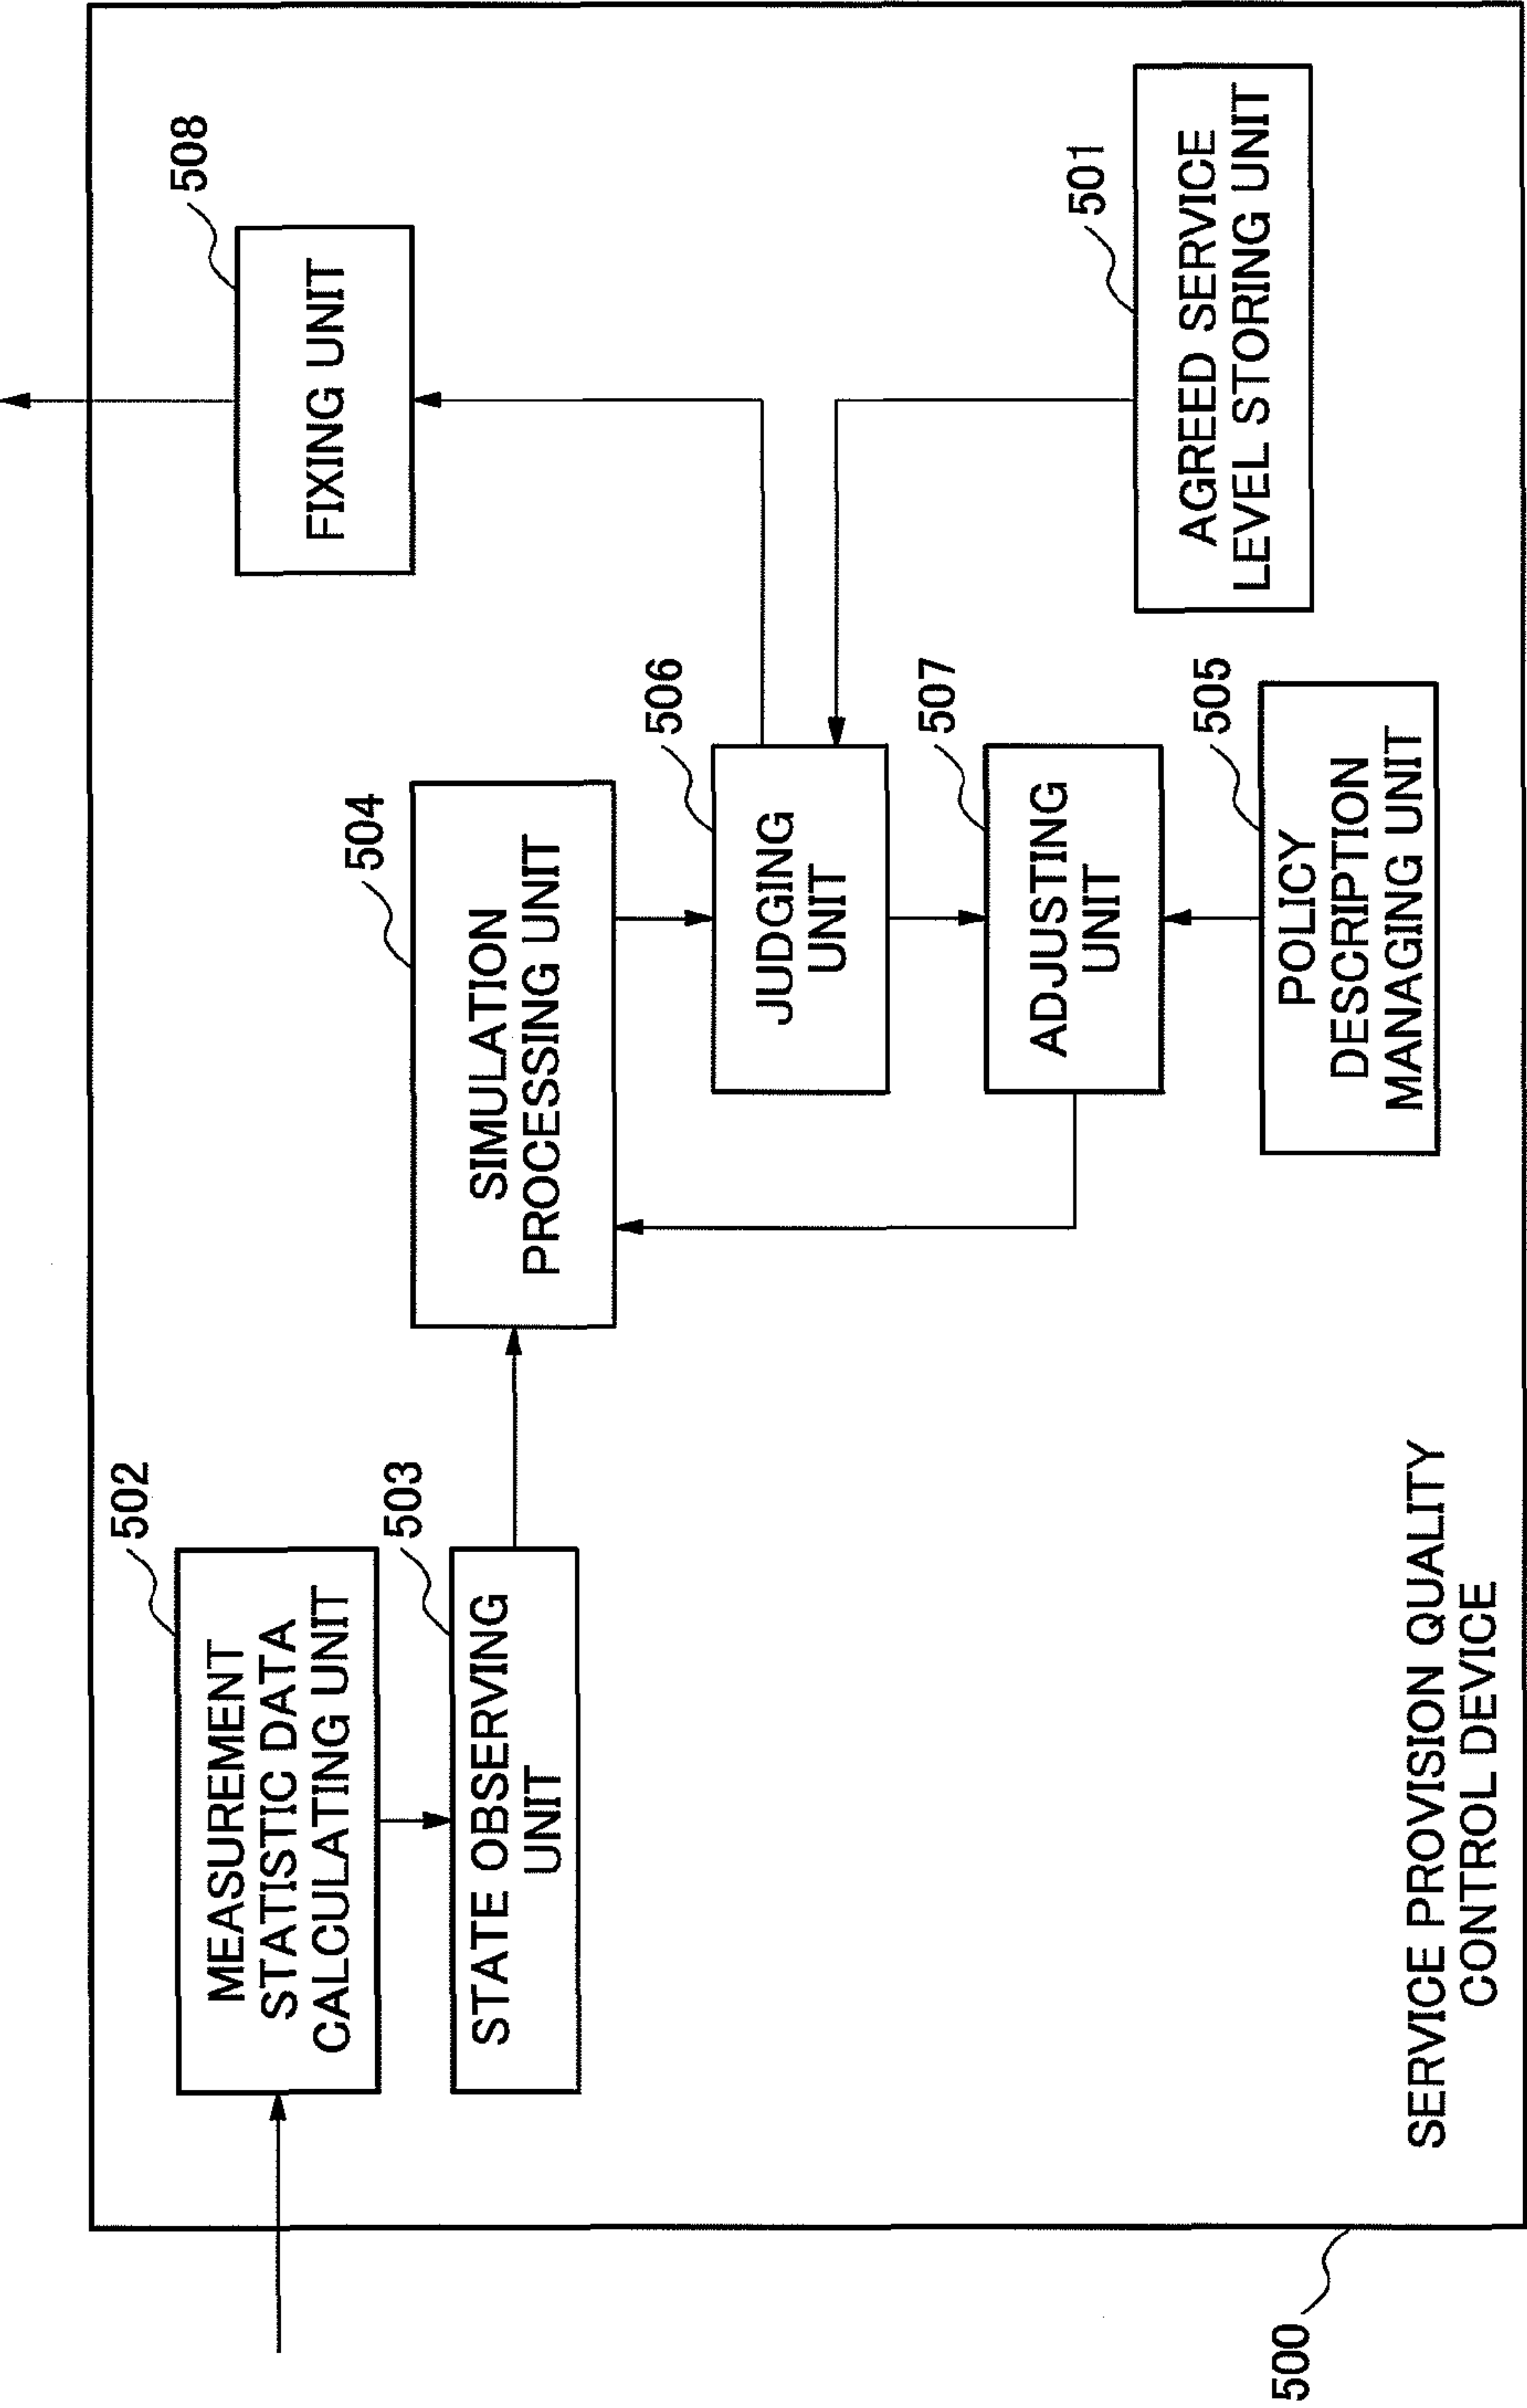 502
MEASUREMENT
STATISTIC DATA
CALCULATING UNIT
503
STATE OBSERVING
UNIT
504
SIMULATION
PROCESSING UNIT
506
JUDGING
UNIT
507
ADJUSTING
UNIT
505
POLICY
DESCRIPTION
MANAGING UNIT
508
FIXING UNIT
501
AGREED SERVICE
LEVEL STORING UNIT
SERVICE PROVISION QUALITY
CONTROL DEVICE
500